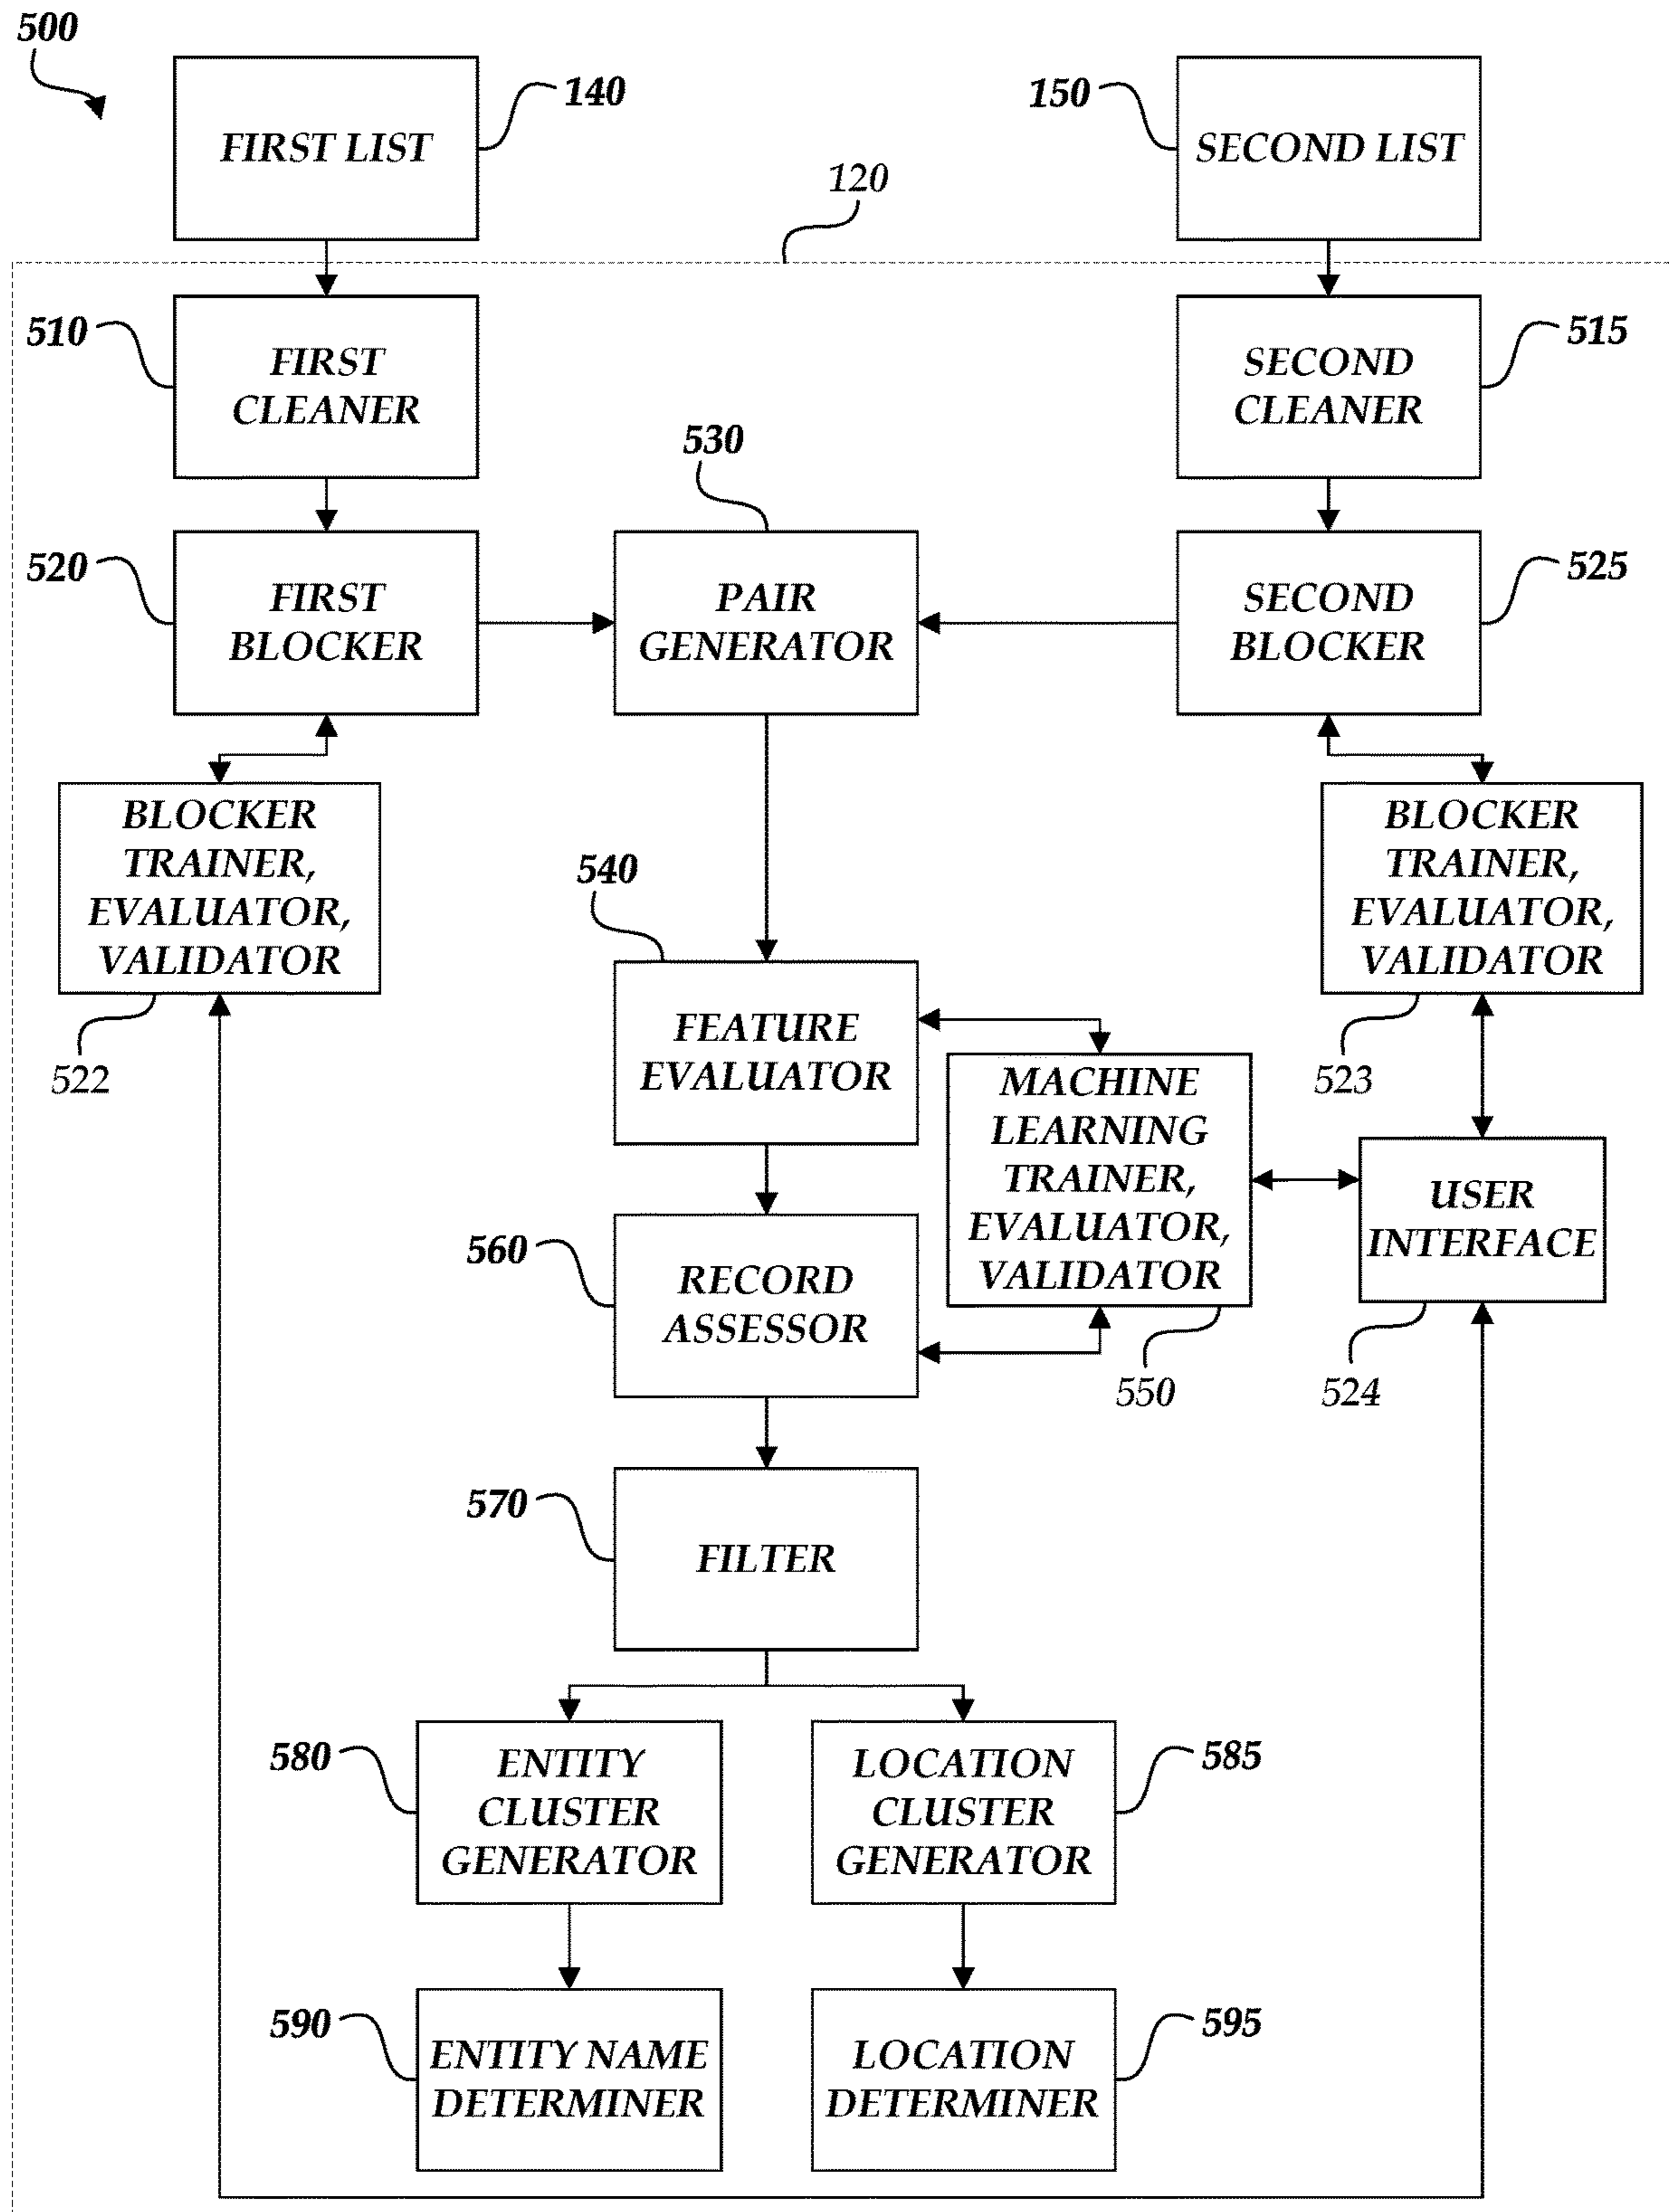 500
FIRST LIST
140
150
SECOND LIST
120
510
FIRST
CLEANER
SECOND
CLEANER
515
530
520
FIRST
BLOCKER
PAIR
GENERATOR
SECOND
BLOCKER
525
BLOCKER
TRAINER,
EVALUATOR,
VALIDATOR
522
BLOCKER
TRAINER,
EVALUATOR,
VALIDATOR
523
540
FEATURE
EVALUATOR
MACHINE
LEARNING
TRAINER,
EVALUATOR,
VALIDATOR
550
USER
INTERFACE
524
560
RECORD
ASSESSOR
570
FILTER
580
ENTITY
CLUSTER
GENERATOR
LOCATION
CLUSTER
GENERATOR
585
590
ENTITY NAME
DETERMINER
LOCATION
DETERMINER
595